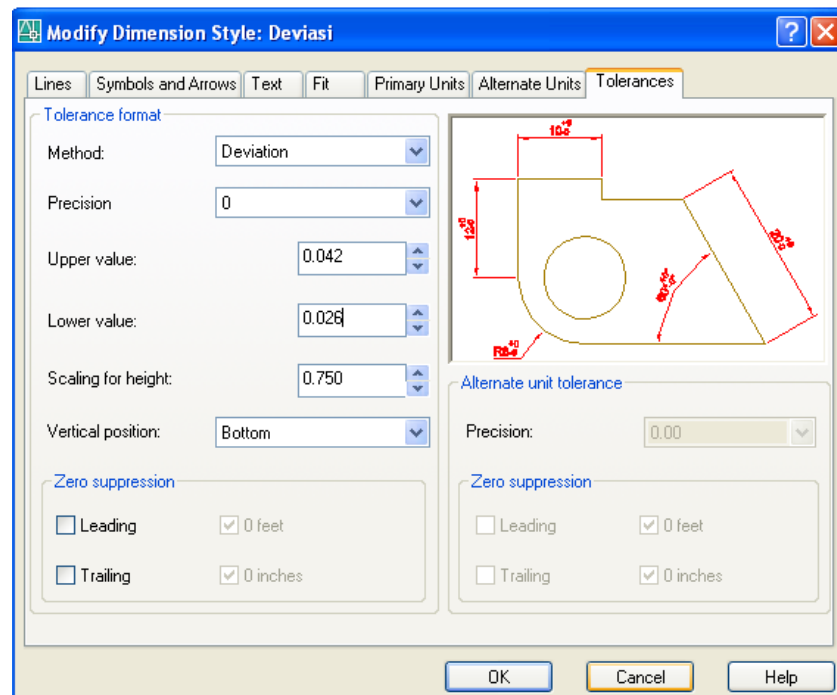 Modify Dimension Style: Deviasi
Lines Symbols and Arrows Text Fit Primary Units Alternate Units Tolerances
Tolerance format
Method: Deviation
Precision 0
Upper value: 0.042
Lower value: 0.026
Scaling for height: 0.750
Vertical position: Bottom
Zero suppression
Leading 0 feet
Trailing 0 inches
Alternate unit tolerance
Precision: 0.00
Zero suppression
Leading 0 feet
Trailing 0 inches
OK Cancel Help